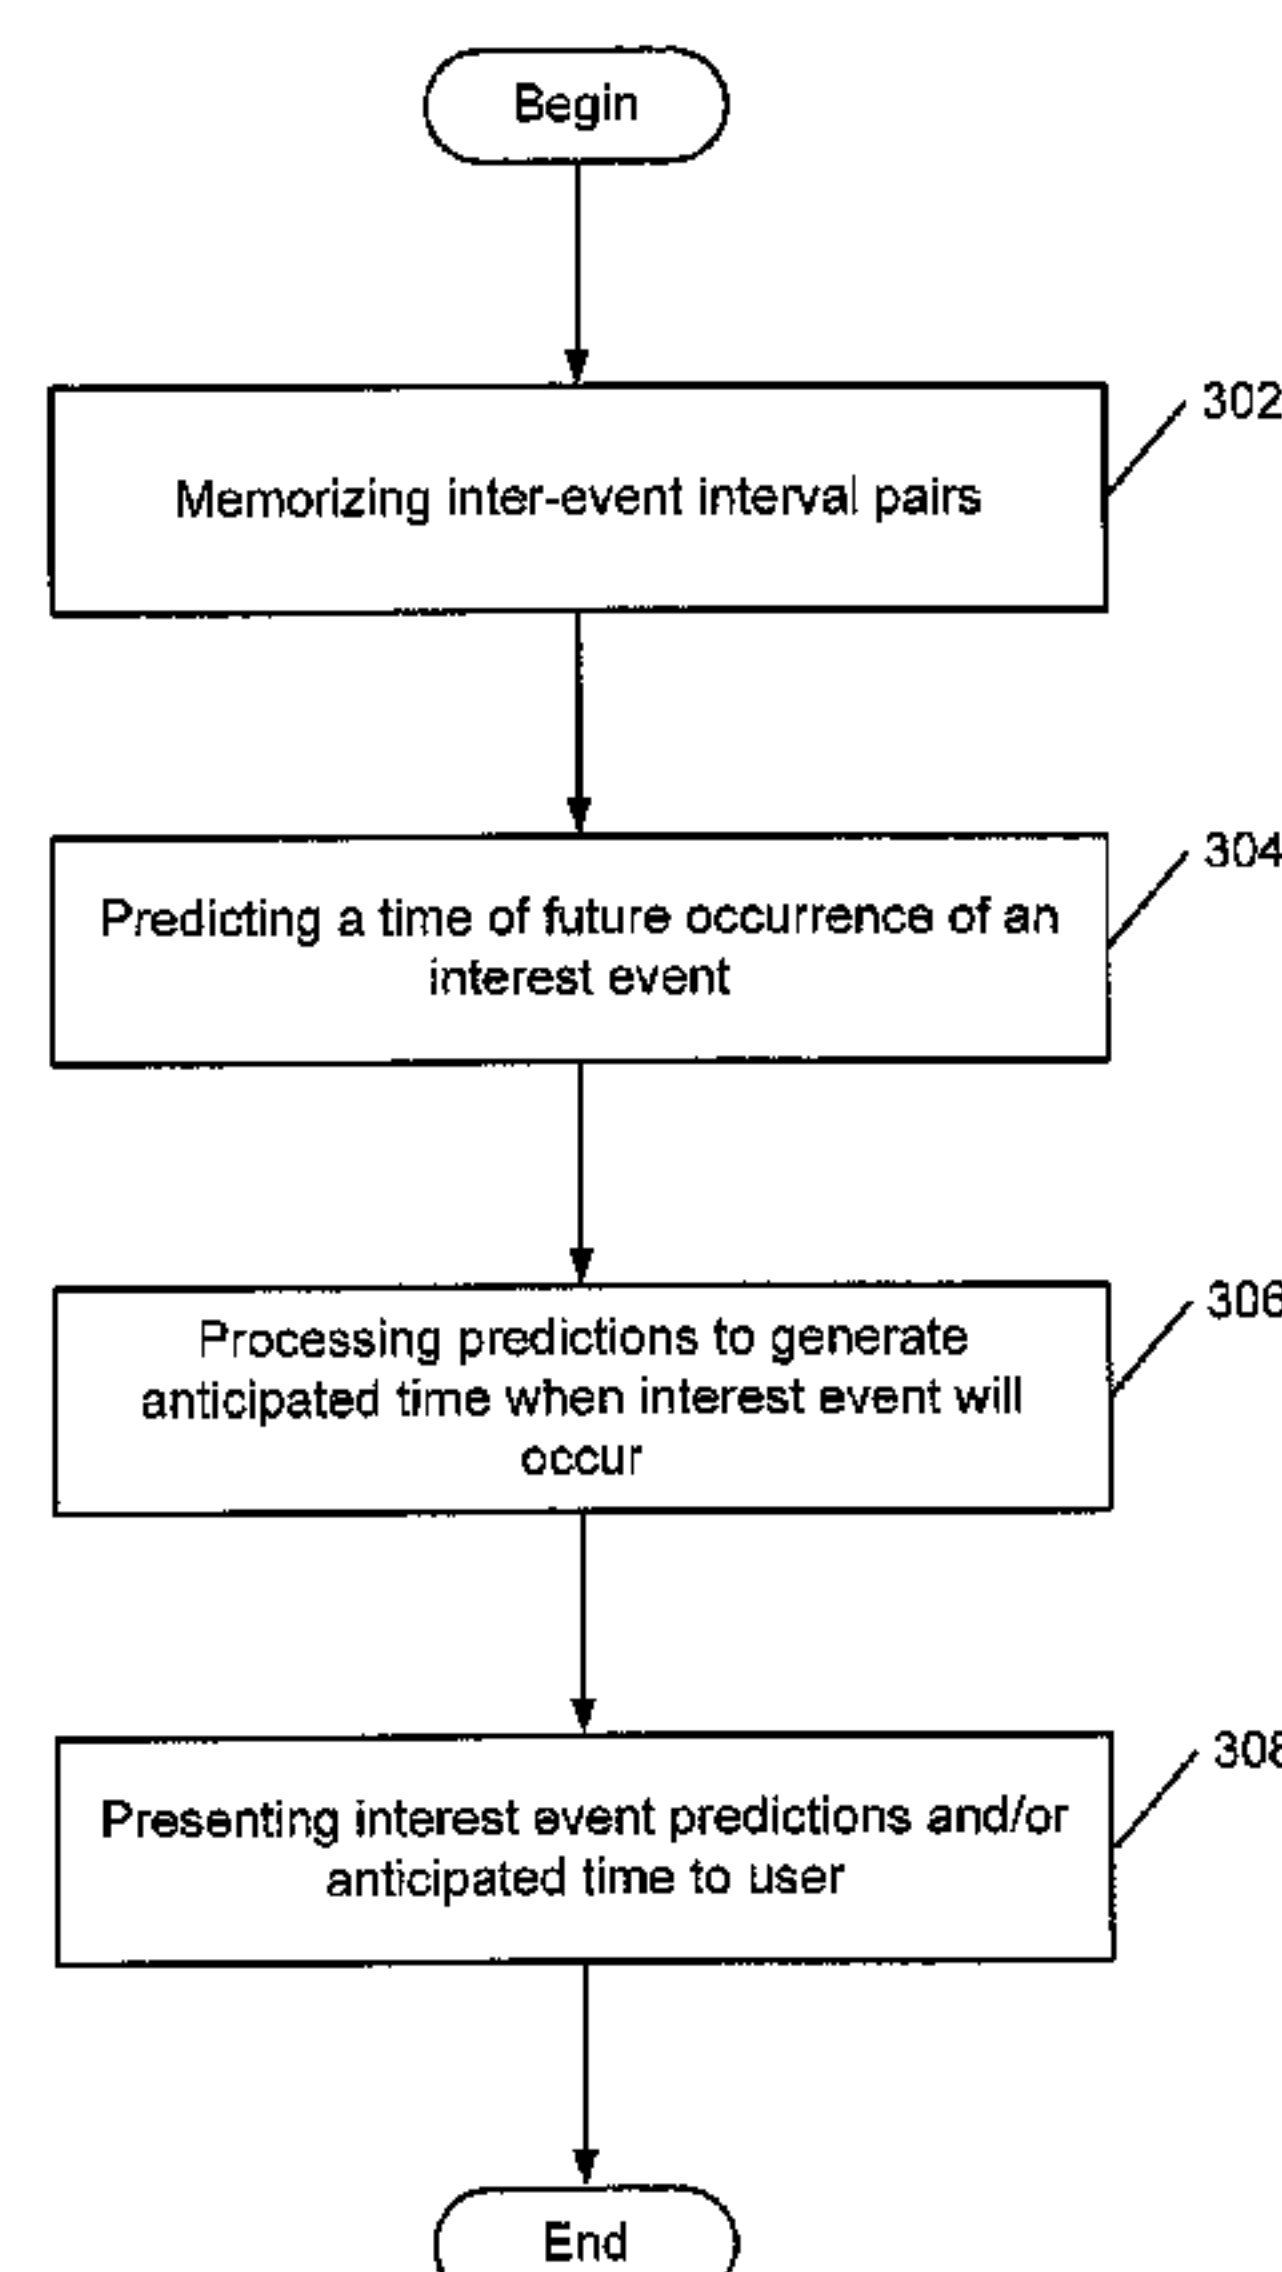 Begin
302
Memorizing inter-event interval pairs
304
Predicting a time of future occurrence of an
interest event
306
Processing predictions to generate
anticipated time when interest event will
occur
308
Presenting interest event predictions and/or
anticipated time to user
End